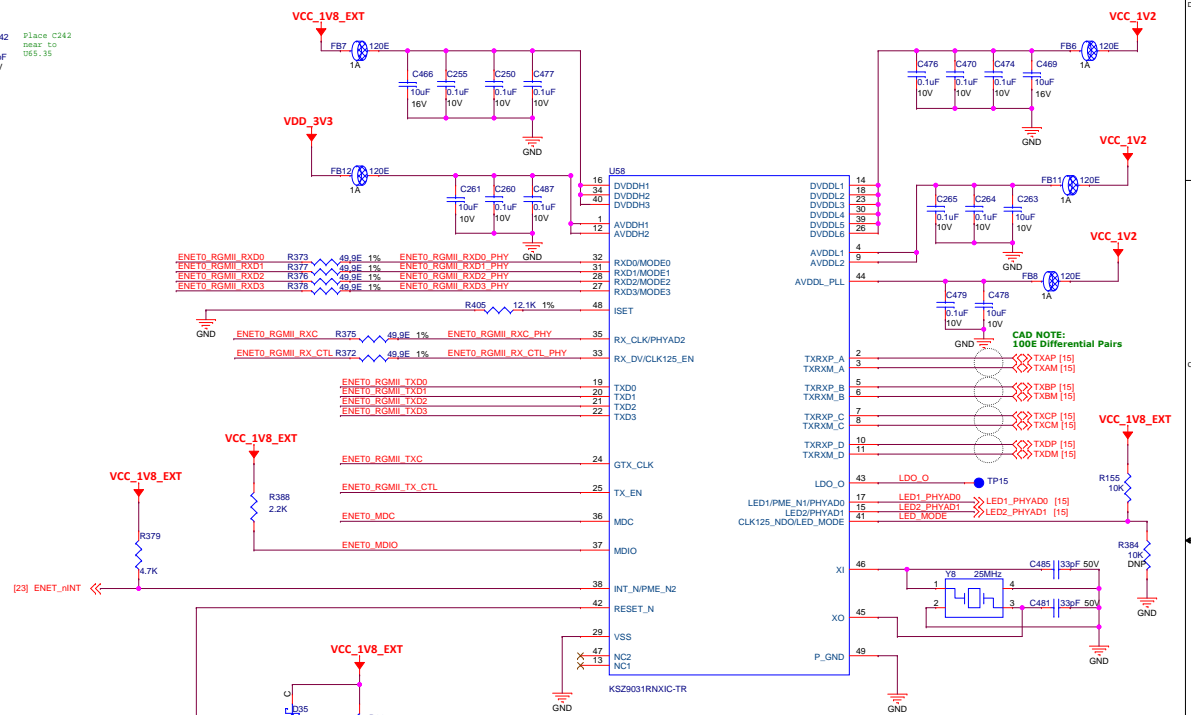 42
Place C242
near to
U65.35
VCC_1V8_EXT
FB7
120E
1A
C466
10uF
16V
C255
0.1uF
10V
C250
0.1uF
10V
C477
0.1uF
10V
GND
VCC_1V2
FB6
120E
1A
C476
0.1uF
10V
C470
0.1uF
10V
C474
0.1uF
10V
C469
10uF
16V
GND
VDD_3V3
FB12
120E
1A
C261
10uF
10V
C260
0.1uF
10V
C487
0.1uF
10V
GND
VCC_1V2
FB11
120E
1A
C265
0.1uF
10V
C264
0.1uF
10V
C263
10uF
10V
GND
VCC_1V2
FB8
120E
1A
C479
0.1uF
10V
C478
10uF
10V
GND
U58
16 DVDDH1
34 DVDDH2
40 DVDDH3
1 AVDDH1
12 AVDDH2
ENET0_RGMII_RXD0 R373 49,9E 1% ENET0_RGMII_RXD0_PHY 32 RXD0/MODE0
ENET0_RGMII_RXD1 R377 49,9E 1% ENET0_RGMII_RXD1_PHY 31 RXD1/MODE1
ENET0_RGMII_RXD2 R376 49,9E 1% ENET0_RGMII_RXD2_PHY 28 RXD2/MODE2
ENET0_RGMII_RXD3 R378 49,9E 1% ENET0_RGMII_RXD3_PHY 27 RXD3/MODE3
R405 12.1K 1% 48 ISET
GND
ENET0_RGMII_RXC R375 49,9E 1% ENET0_RGMII_RXC_PHY 35 RX_CLK/PHYAD2
ENET0_RGMII_RX_CTL R372 49,9E 1% ENET0_RGMII_RX_CTL_PHY 33 RX_DV/CLK125_EN
ENET0_RGMII_TXD0 19 TXD0
ENET0_RGMII_TXD1 20 TXD1
ENET0_RGMII_TXD2 21 TXD2
ENET0_RGMII_TXD3 22 TXD3
ENET0_RGMII_TXC 24 GTX_CLK
ENET0_RGMII_TX_CTL 25 TX_EN
ENET0_MDC 36 MDC
VCC_1V8_EXT
R388
2.2K
ENET0_MDIO 37 MDIO
VCC_1V8_EXT
R379
4.7K
[23] ENET_nINT 38 INT_N/PME_N2
42 RESET_N
29 VSS
47 NC2
13 NC1
GND
KSZ9031RNXIC-TR
VCC_1V8_EXT
C
D35
DVDDL1 14
DVDDL2 18
DVDDL3 23
DVDDL4 30
DVDDL5 39
DVDDL6 26
AVDDL1 4
AVDDL2 9
AVDDL_PLL 44
CAD NOTE:
100E Differential Pairs
TXRXP_A 2 TXAP [15]
TXRXM_A 3 TXAM [15]
TXRXP_B 5 TXBP [15]
TXRXM_B 6 TXBM [15]
TXRXP_C 7 TXCP [15]
TXRXM_C 8 TXCM [15]
TXRXP_D 10 TXDP [15]
TXRXM_D 11 TXDM [15]
LDO_O 43 LDO_O TP15
LED1/PME_N1/PHYAD0 17 LED1_PHYAD0 LED1_PHYAD0 [15]
LED2/PHYAD1 15 LED2_PHYAD1 LED2_PHYAD1 [15]
CLK125_NDO/LED_MODE 41 LED_MODE
VCC_1V8_EXT
R155
10K
R384
10K
DNP
GND
XI 46
C485 33pF 50V
Y8 25MHz
1 4
2 3
C481 33pF 50V
XO 45
GND
P_GND 49
GND